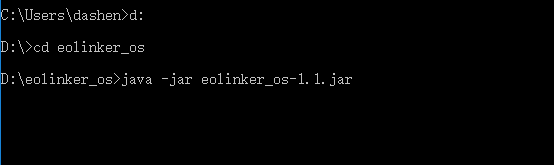 C:\Users\dashen>d:
D:\>cd eolinker_os
D:\eolinker_os>java -jar eolinker_os-1.1.jar